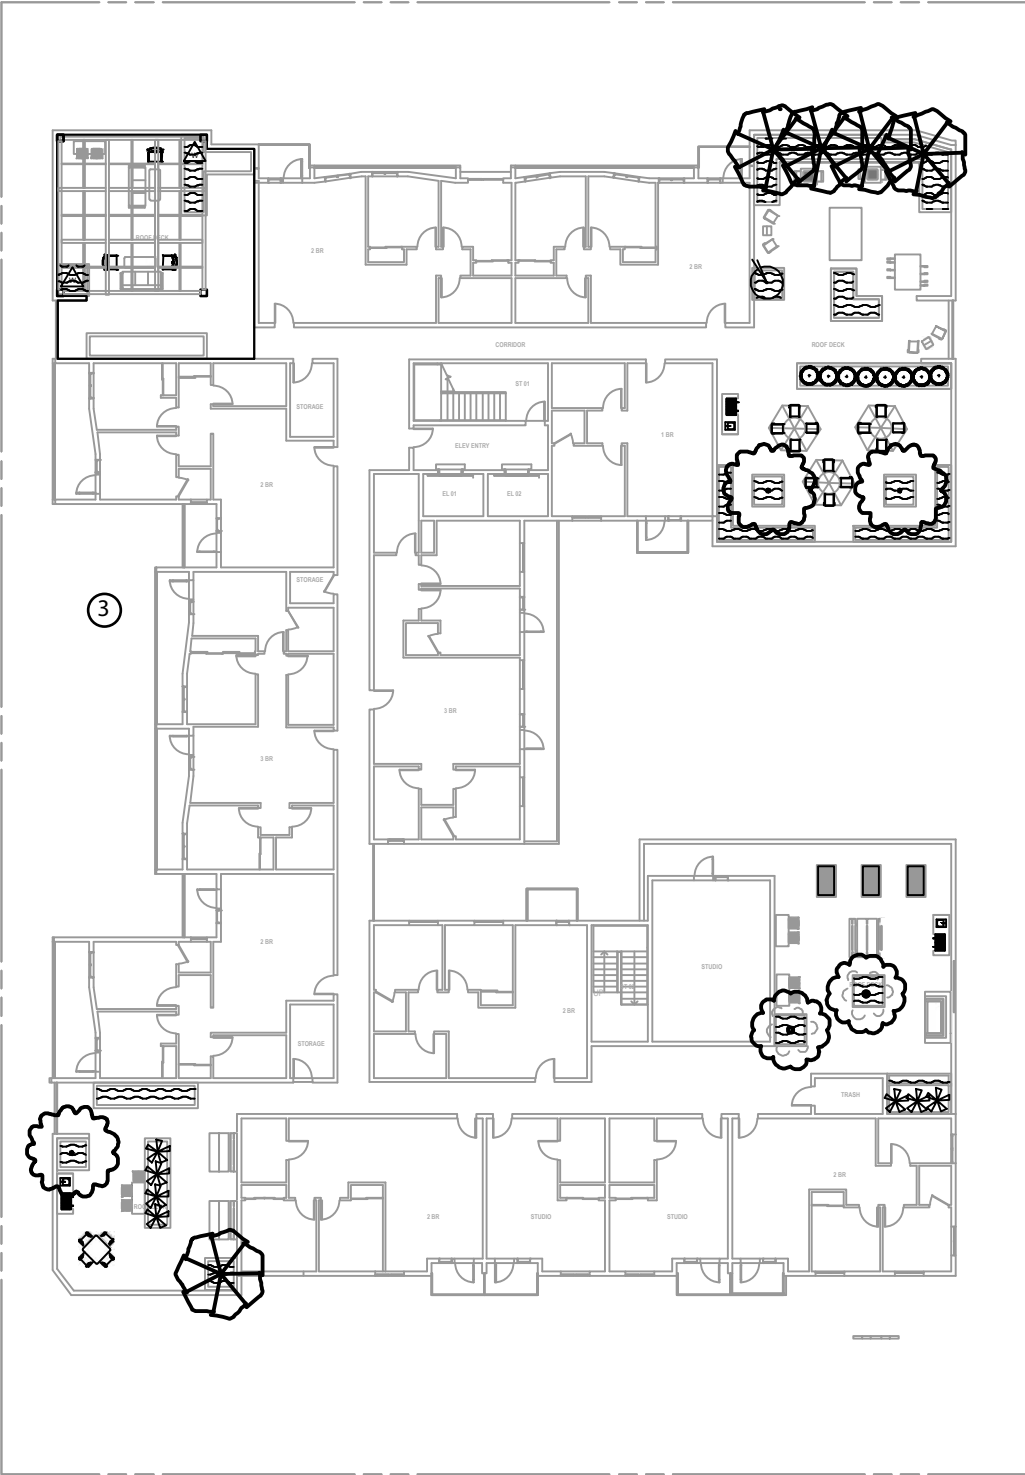 ROOF DECK
2 BR
2 BR
CORRIDOR
ROOF DECK
ST 01
STORAGE
1 BR
ELEV ENTRY
2 BR
EL 01
EL 02
STORAGE
3
3 BR
3 BR
2 BR
STUDIO
2 BR
STORAGE
TRASH
2 BR
2 BR
STUDIO
STUDIO